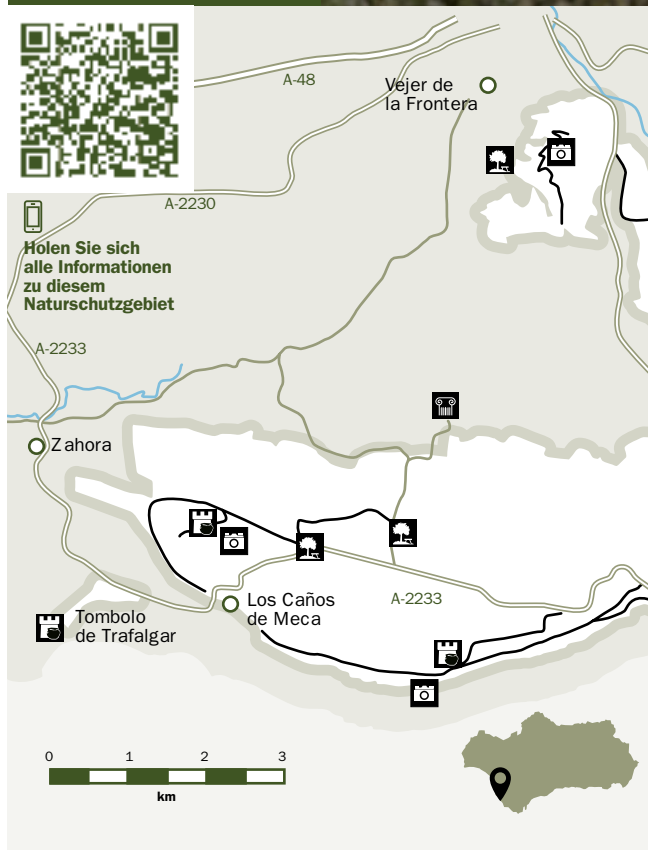 A-48
Vejer de
la Frontera
A-2230
Holen Sie sich
alle Informationen
zu diesem
Naturschutzgebiet
A-2233
Zahora
A-2233
Los Caños
de Meca
Tombolo
de Trafalgar
0 1 2 3
km